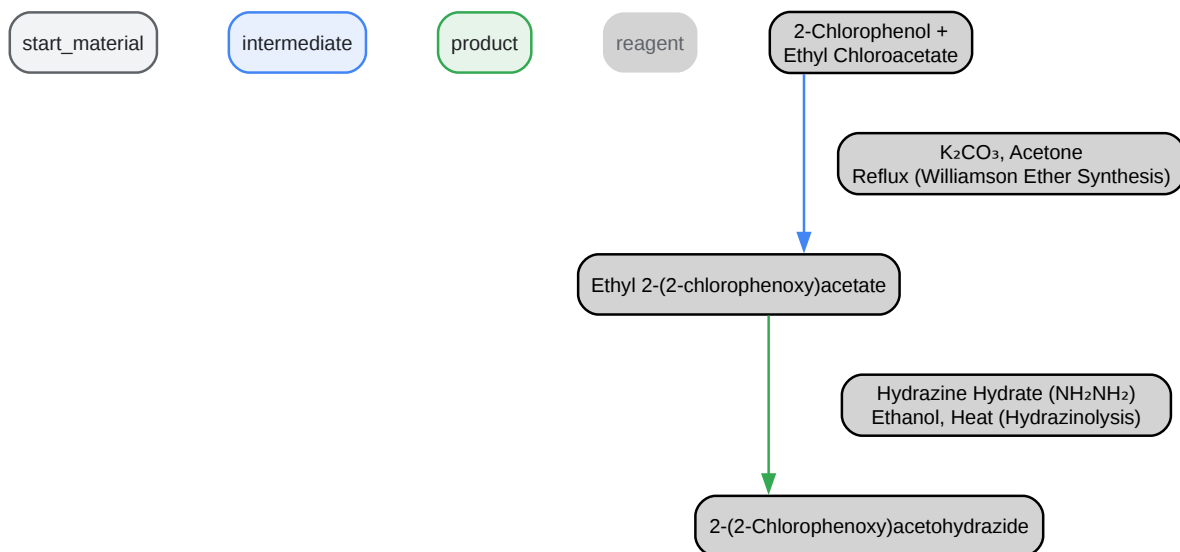 start_material
intermediate
product
reagent
2-Chlorophenol +
Ethyl Chloroacetate
K₂CO₃, Acetone
Reflux (Williamson Ether Synthesis)
Ethyl 2-(2-chlorophenoxy)acetate
Hydrazine Hydrate (NH₂NH₂)
Ethanol, Heat (Hydrazinolysis)
2-(2-Chlorophenoxy)acetohydrazide